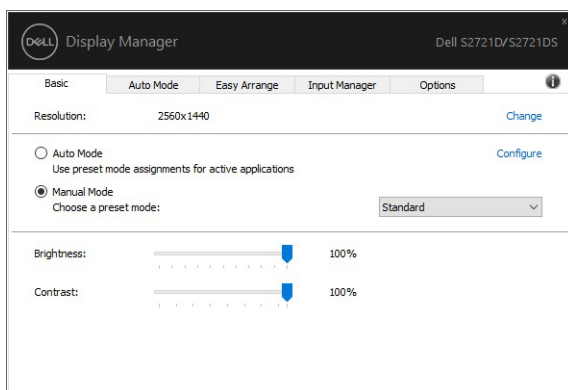 DELL Display Manager Dell S2721D/S2721DS x
Basic Auto Mode Easy Arrange Input Manager Options i
Resolution: 2560x1440 Change
Auto Mode Configure
Use preset mode assignments for active applications
Manual Mode
Choose a preset mode: Standard
Brightness: 100%
Contrast: 100%